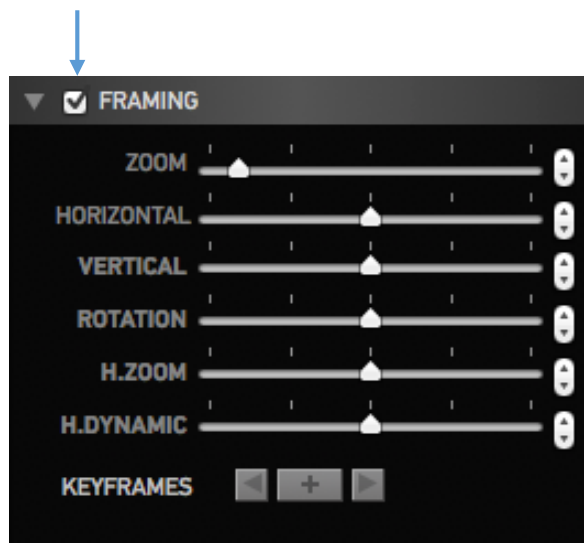 FRAMING
ZOOM
HORIZONTAL
VERTICAL
ROTATION
H.ZOOM
H.DYNAMIC
KEYFRAMES +